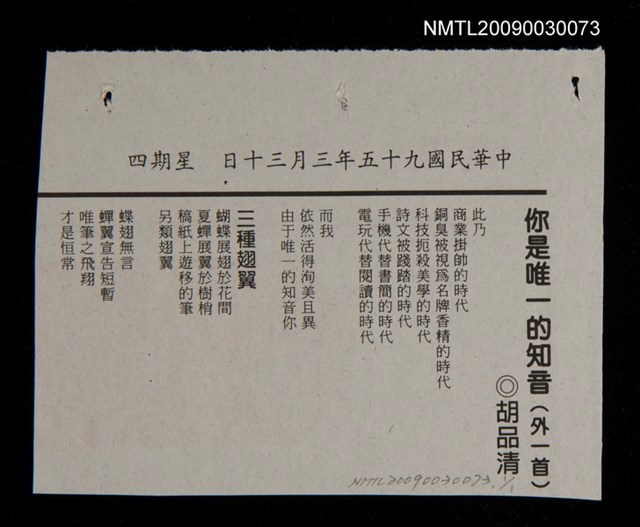 NMTL20090030073
日十三月三年五十九國民華中 四期星
你是唯一的知音（外一首）
◎胡品清
此乃
商業掛帥的時代
銅臭被視為名牌香精的時代
科技扼殺美學的時代
詩文被踐踏的時代
手機代替書簡的時代
電玩代替閱讀的時代
而我
依然活得洵美且異
由于唯一的知音你
三種翅翼
蝴蝶展翅於花間
夏蟬展翼於樹梢
稿紙上遊移的筆
另類翅翼
蝶翅無言
蟬翼宣告短暫
唯筆之飛翔
才是恒常
NMTL20090030073 1/1